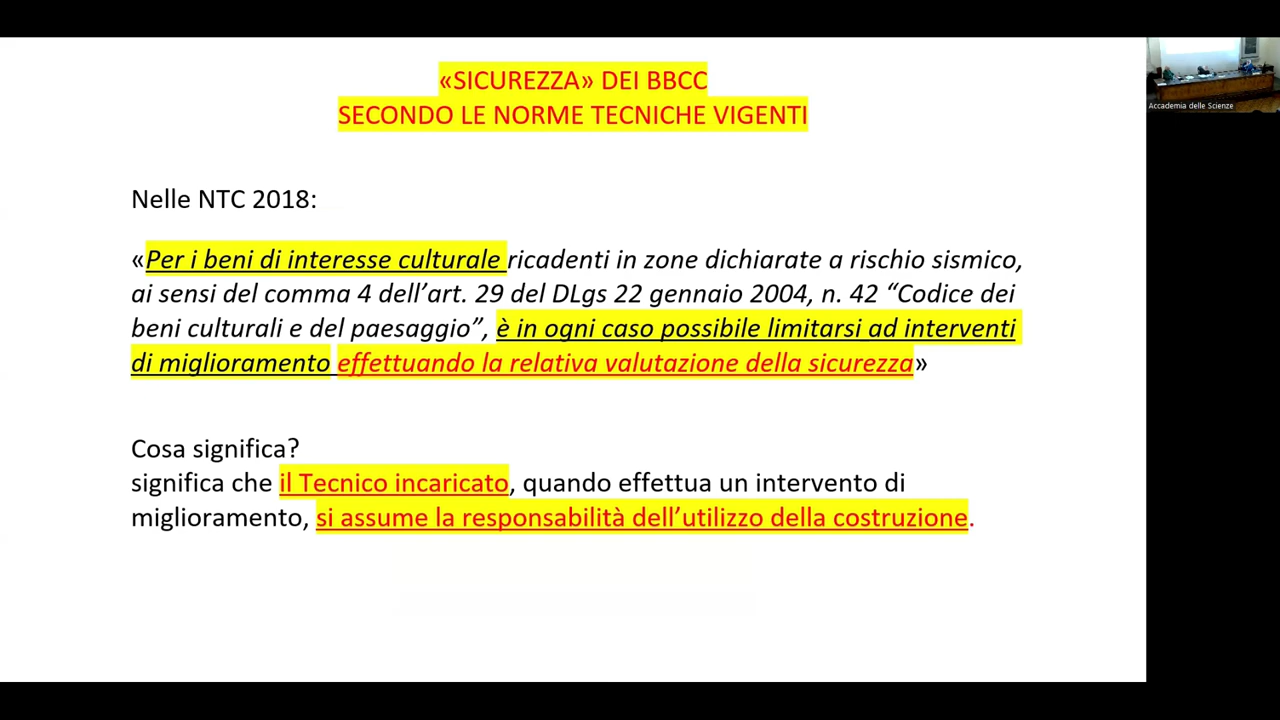 «SICUREZZA» DEI BBCC
SECONDO LE NORME TECNICHE VIGENTI
Accademia delle Scienze
Nelle NTC 2018:
«Per i beni di interesse culturale ricadenti in zone dichiarate a rischio sismico,
ai sensi del comma 4 dell’art. 29 del DLgs 22 gennaio 2004, n. 42 “Codice dei
beni culturali e del paesaggio”, è in ogni caso possibile limitarsi ad interventi
di miglioramento effettuando la relativa valutazione della sicurezza»
Cosa significa?
significa che il Tecnico incaricato, quando effettua un intervento di
miglioramento, si assume la responsabilità dell’utilizzo della costruzione.